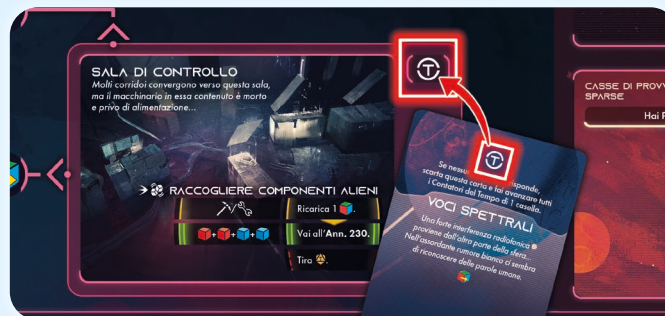 SALA DI CONTROLLO
Molti corridoi convergono verso questa sala,
ma il macchinario in essa contenuto è morto
e privo di alimentazione...
RACCOGLIERE COMPONENTI ALIENI
Ricarica 1 .
+ + +
Vai all'Ann. 230.
Tira .
Se nessu sponde,
scarta questa carta e fai avanzare tutti
i Contatori del Tempo di 1 casella.
VOCI SPETTRALI
Una forte interferenza radiofonica
proviene dall'altra parte della sfera...
Nell'assordante rumore bianco ci sembra
di riconoscere delle parole umane.
CASSE DI PROVV
SPARSE
Hai